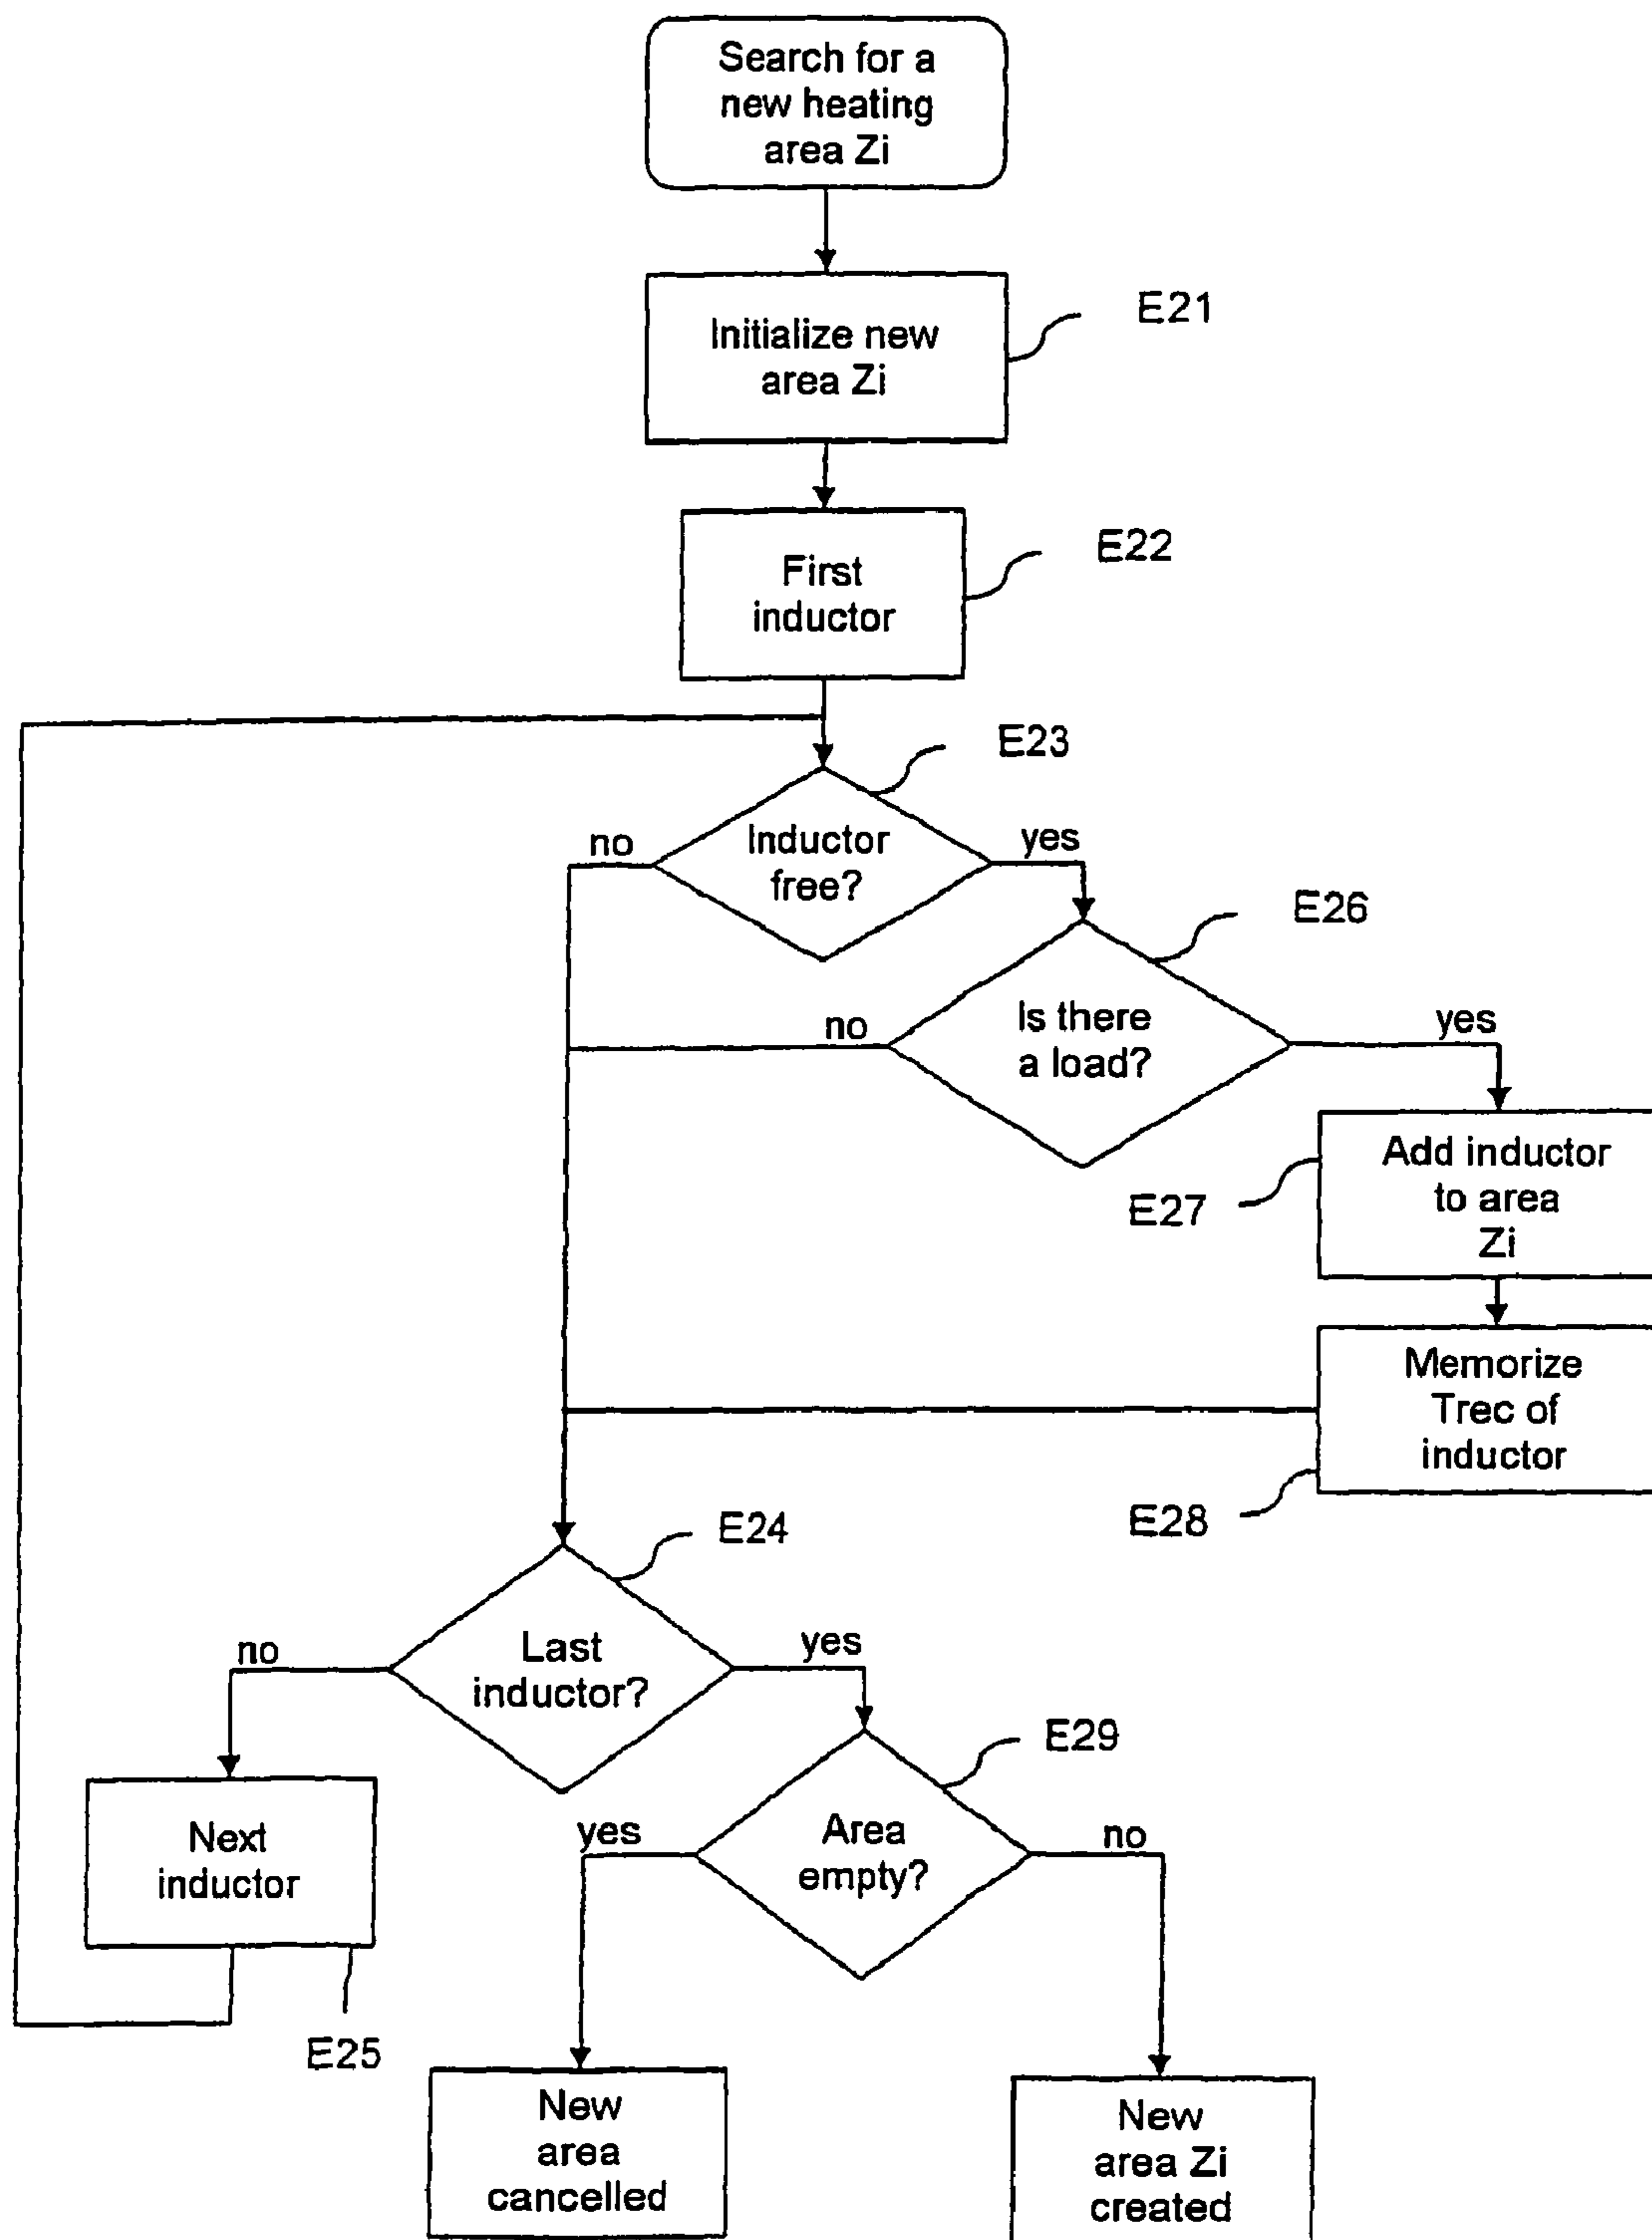 Search for a
new heating
area Zi
E21
Initialize new
area Zi
E22
First
inductor
E23
Inductor
free?
no
yes
E26
Is there
a load?
no
yes
Add inductor
to area
Zi
E27
Memorize
Trec of
inductor
E28
E24
Last
inductor?
no
yes
E29
Next
inductor
E25
Area
empty?
yes
no
New
area
cancelled
New
area Zi
created